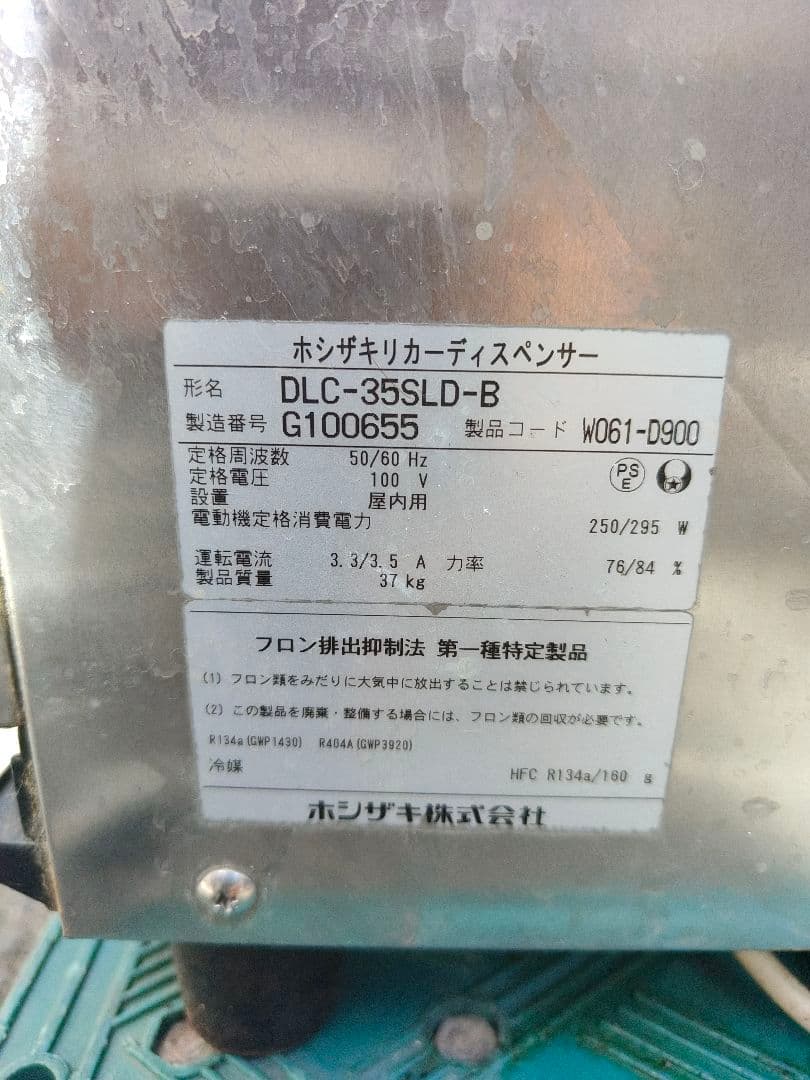 ホシザキリカーディスペンサー
形名 DLC-35SLD-B
製造番号 G100655 製品コード W061-D900
定格周波数 50/60 Hz
定格電圧 100 V
設置 屋内用
PS
E
電動機定格消費電力 250/295 W
運転電流 3.3/3.5 A 力率 76/84 %
製品質量 37 kg
フロン排出抑制法 第一種特定製品
(1) フロン類をみだりに大気中に放出することは禁じられています。
(2) この製品を廃棄・整備する場合には、フロン類の回収が必要です。
R134a(GWP1430) R404A(GWP3920)
冷媒 HFC R134a/160 g
ホシザキ株式会社